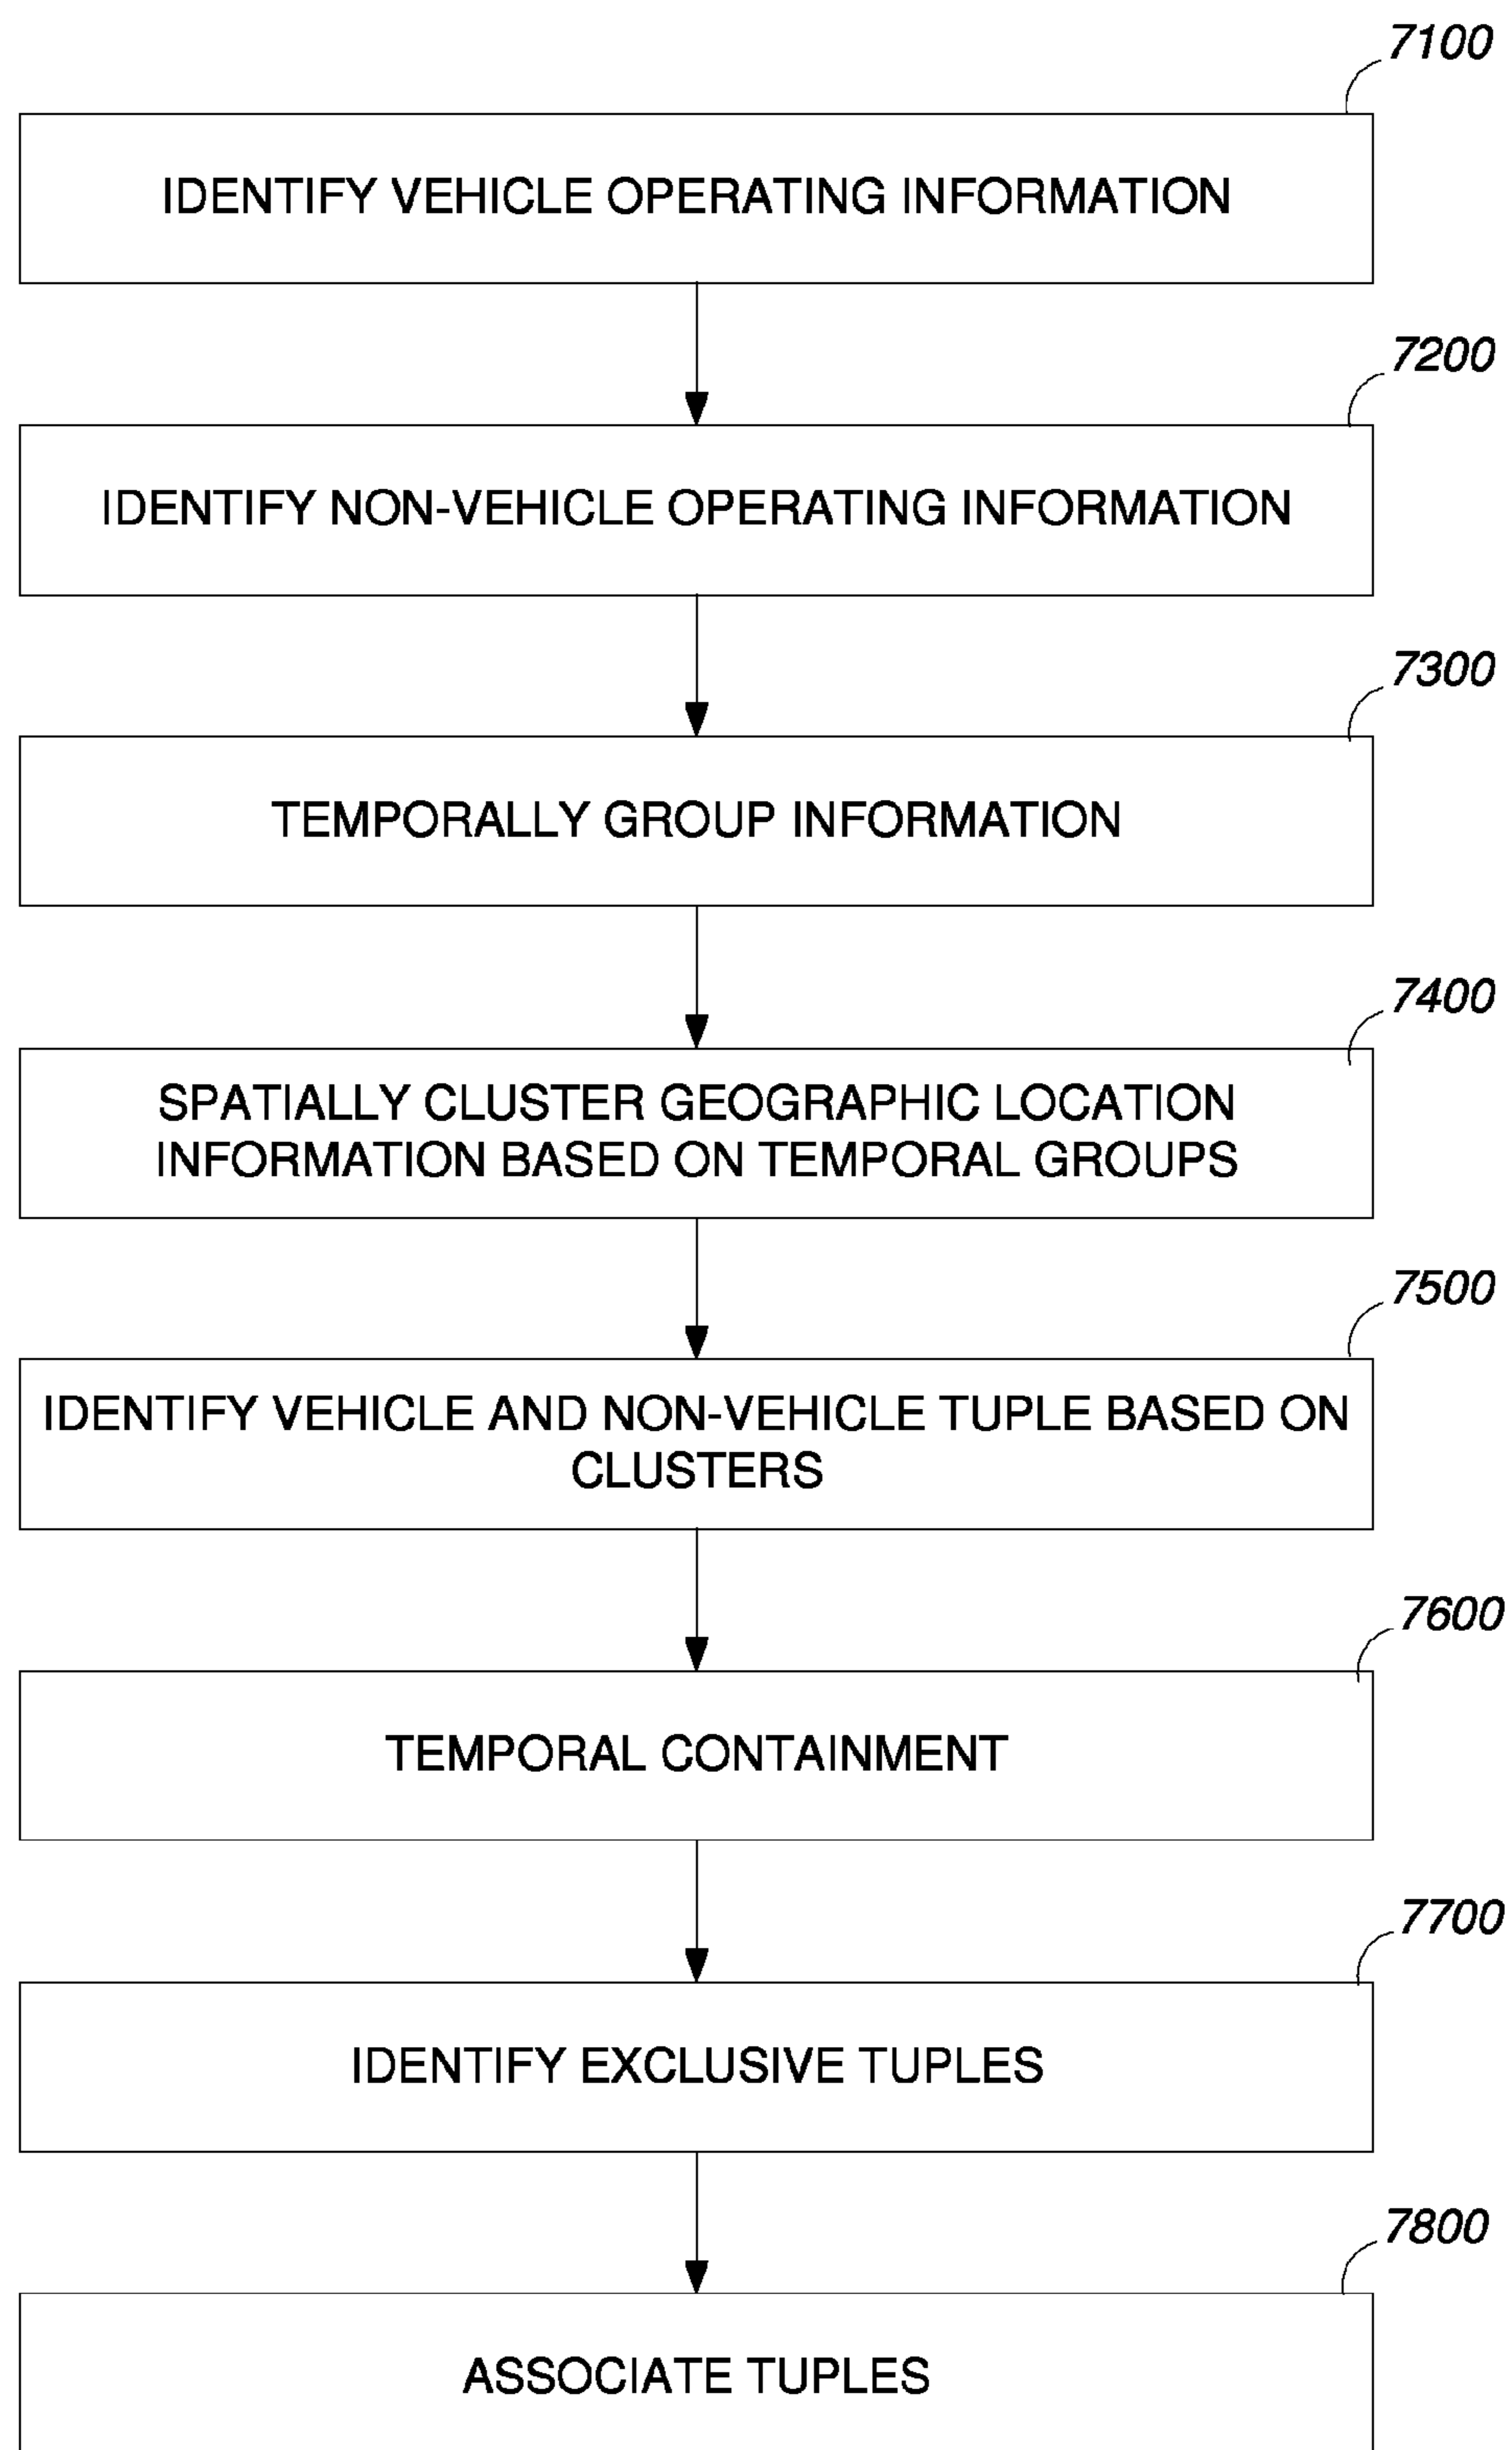 7100
IDENTIFY VEHICLE OPERATING INFORMATION
7200
IDENTIFY NON-VEHICLE OPERATING INFORMATION
7300
TEMPORALLY GROUP INFORMATION
7400
SPATIALLY CLUSTER GEOGRAPHIC LOCATION
INFORMATION BASED ON TEMPORAL GROUPS
7500
IDENTIFY VEHICLE AND NON-VEHICLE TUPLE BASED ON
CLUSTERS
7600
TEMPORAL CONTAINMENT
7700
IDENTIFY EXCLUSIVE TUPLES
7800
ASSOCIATE TUPLES